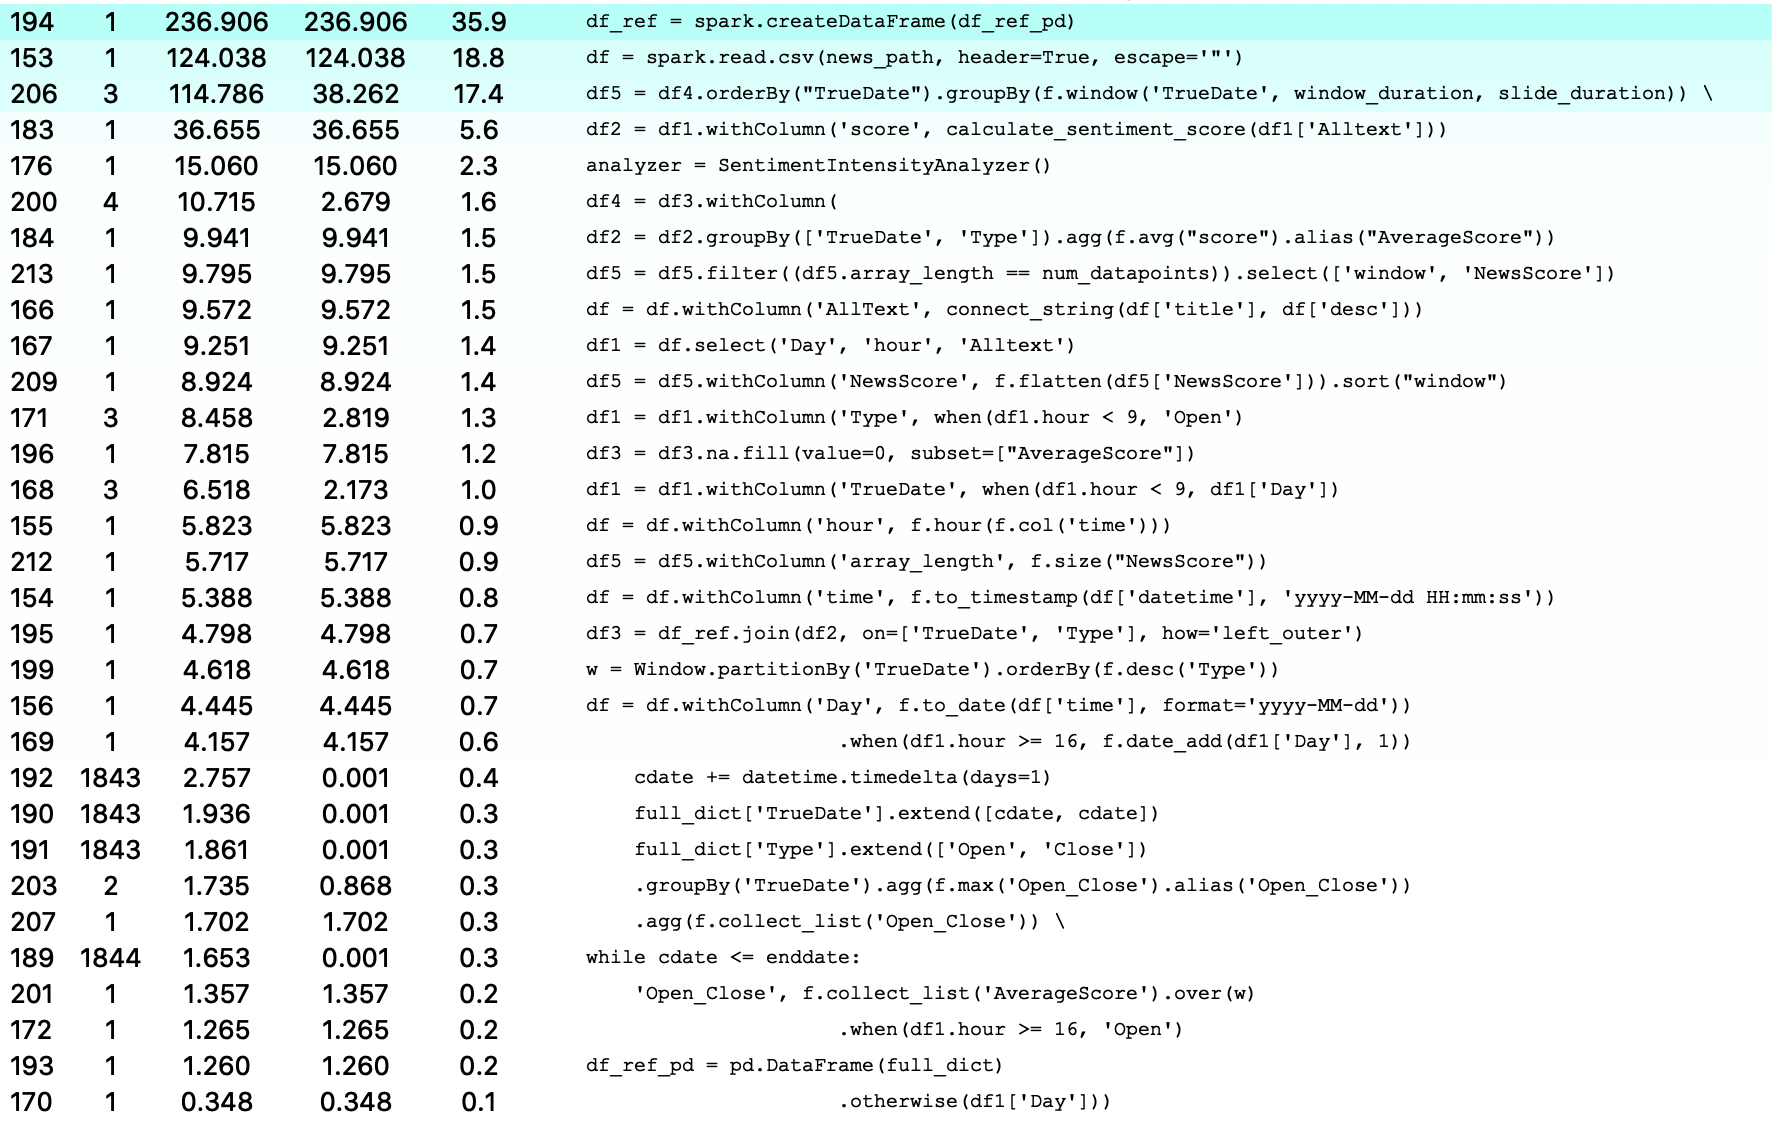 194 1 236.906 236.906 35.9 df_ref = spark.createDataFrame(df_ref_pd)
153 1 124.038 124.038 18.8 df = spark.read.csv(news_path, header=True, escape='"')
206 3 114.786 38.262 17.4 df5 = df4.orderBy("TrueDate").groupBy(f.window('TrueDate', window_duration, slide_duration)) \
183 1 36.655 36.655 5.6 df2 = df1.withColumn('score', calculate_sentiment_score(df1['Alltext']))
176 1 15.060 15.060 2.3 analyzer = SentimentIntensityAnalyzer()
200 4 10.715 2.679 1.6 df4 = df3.withColumn(
184 1 9.941 9.941 1.5 df2 = df2.groupBy(['TrueDate', 'Type']).agg(f.avg("score").alias("AverageScore"))
213 1 9.795 9.795 1.5 df5 = df5.filter((df5.array_length == num_datapoints)).select(['window', 'NewsScore'])
166 1 9.572 9.572 1.5 df = df.withColumn('AllText', connect_string(df['title'], df['desc']))
167 1 9.251 9.251 1.4 df1 = df.select('Day', 'hour', 'Alltext')
209 1 8.924 8.924 1.4 df5 = df5.withColumn('NewsScore', f.flatten(df5['NewsScore'])).sort("window")
171 3 8.458 2.819 1.3 df1 = df1.withColumn('Type', when(df1.hour < 9, 'Open')
196 1 7.815 7.815 1.2 df3 = df3.na.fill(value=0, subset=["AverageScore"])
168 3 6.518 2.173 1.0 df1 = df1.withColumn('TrueDate', when(df1.hour < 9, df1['Day'])
155 1 5.823 5.823 0.9 df = df.withColumn('hour', f.hour(f.col('time')))
212 1 5.717 5.717 0.9 df5 = df5.withColumn('array_length', f.size("NewsScore"))
154 1 5.388 5.388 0.8 df = df.withColumn('time', f.to_timestamp(df['datetime'], 'yyyy-MM-dd HH:mm:ss'))
195 1 4.798 4.798 0.7 df3 = df_ref.join(df2, on=['TrueDate', 'Type'], how='left_outer')
199 1 4.618 4.618 0.7 w = Window.partitionBy('TrueDate').orderBy(f.desc('Type'))
156 1 4.445 4.445 0.7 df = df.withColumn('Day', f.to_date(df['time'], format='yyyy-MM-dd'))
169 1 4.157 4.157 0.6 .when(df1.hour >= 16, f.date_add(df1['Day'], 1))
192 1843 2.757 0.001 0.4 cdate += datetime.timedelta(days=1)
190 1843 1.936 0.001 0.3 full_dict['TrueDate'].extend([cdate, cdate])
191 1843 1.861 0.001 0.3 full_dict['Type'].extend(['Open', 'Close'])
203 2 1.735 0.868 0.3 .groupBy('TrueDate').agg(f.max('Open_Close').alias('Open_Close'))
207 1 1.702 1.702 0.3 .agg(f.collect_list('Open_Close')) \
189 1844 1.653 0.001 0.3 while cdate <= enddate:
201 1 1.357 1.357 0.2 'Open_Close', f.collect_list('AverageScore').over(w)
172 1 1.265 1.265 0.2 .when(df1.hour >= 16, 'Open')
193 1 1.260 1.260 0.2 df_ref_pd = pd.DataFrame(full_dict)
170 1 0.348 0.348 0.1 .otherwise(df1['Day']))